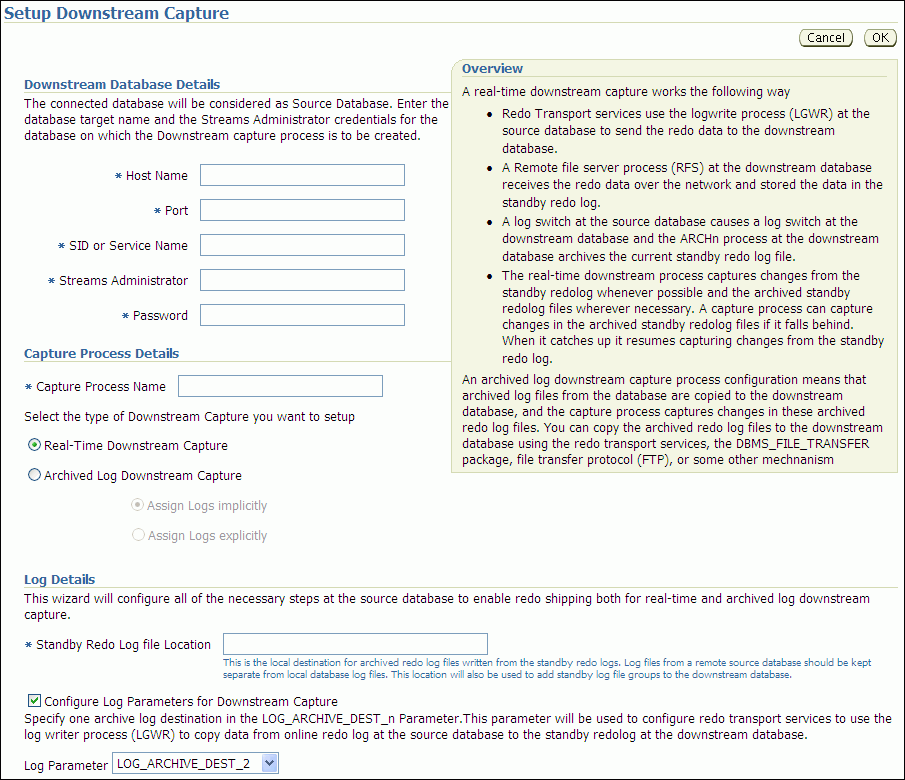 Setup Downstream Capture
Cancel
OK
Downstream Database Details
The connected database will be considered as Source Database. Enter the
database target name and the Streams Administrator credentials for the
database on which the Downstream capture process is to be created.
* Host Name
* Port
* SID or Service Name
* Streams Administrator
* Password
Overview
A real-time downstream capture works the following way
• Redo Transport services use the logwrite process (LGWR) at the
source database to send the redo data to the downstream
database.
• A Remote file server process (RFS) at the downstream database
receives the redo data over the network and stored the data in the
standby redo log.
• A log switch at the source database causes a log switch at the
downstream database and the ARCHn process at the downstream
database archives the current standby redo log file.
• The real-time downstream process captures changes from the
standby redolog whenever possible and the archived standby
redolog files wherever necessary. A capture process can capture
changes in the archived standby redolog files if it falls behind.
When it catches up it resumes capturing changes from the standby
redo log.
An archived log downstream capture process configuration means that
archived log files from the database are copied to the downstream
database, and the capture process captures changes in these archived
redo log files. You can copy the archived redo log files to the downstream
database using the redo transport services, the DBMS_FILE_TRANSFER
package, file transfer protocol (FTP), or some other mechnanism
Capture Process Details
* Capture Process Name
Select the type of Downstream Capture you want to setup
Real-Time Downstream Capture
Archived Log Downstream Capture
Assign Logs implicitly
Assign Logs explicitly
Log Details
This wizard will configure all of the necessary steps at the source database to enable redo shipping both for real-time and archived log downstream
capture.
* Standby Redo Log file Location
This is the local destination for archived redo log files written from the standby redo logs. Log files from a remote source database should be kept
separate from local database log files. This location will also be used to add standby log file groups to the downstream database.
Configure Log Parameters for Downstream Capture
Specify one archive log destination in the LOG_ARCHIVE_DEST_n Parameter.This parameter will be used to configure redo transport services to use the
log writer process (LGWR) to copy data from online redo log at the source database to the standby redolog at the downstream database.
Log Parameter LOG_ARCHIVE_DEST_2